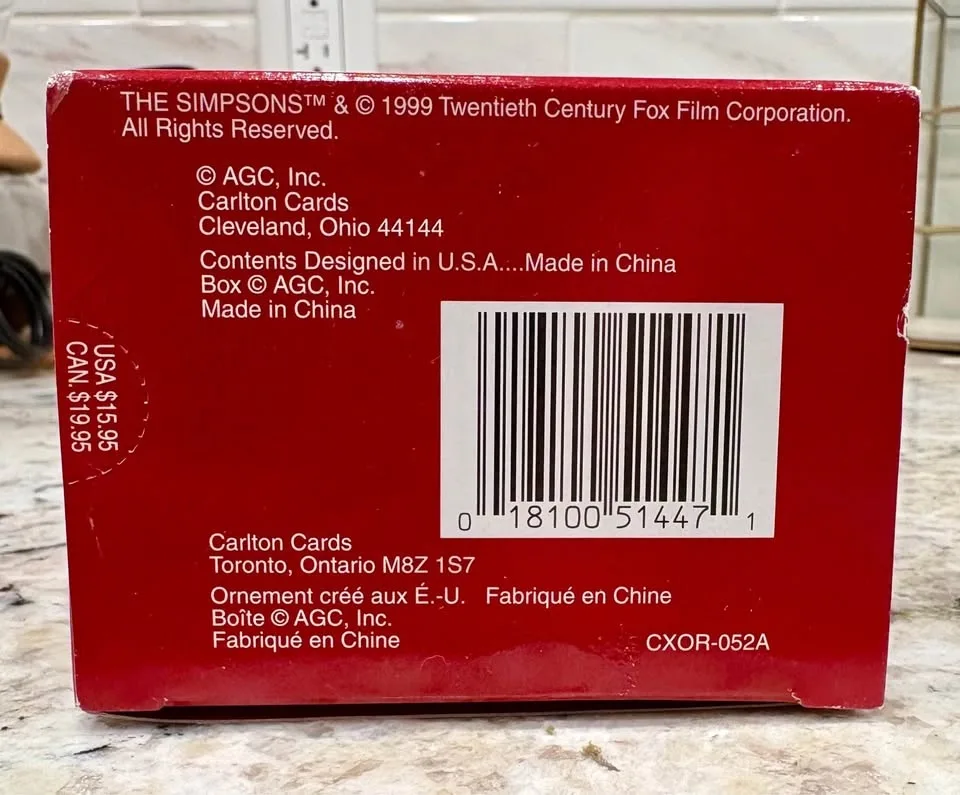 THE SIMPSONS™ & © 1999 Twentieth Century Fox Film Corporation.
All Rights Reserved.
© AGC, Inc.
Carlton Cards
Cleveland, Ohio 44144
Contents Designed in U.S.A....Made in China
Box © AGC, Inc.
Made in China
USA $15.95
CAN. $19.95
0 18100 51447 1
Carlton Cards
Toronto, Ontario M8Z 1S7
Ornement créé aux É.-U. Fabriqué en Chine
Boîte © AGC, Inc.
Fabriqué en Chine
CXOR-052A